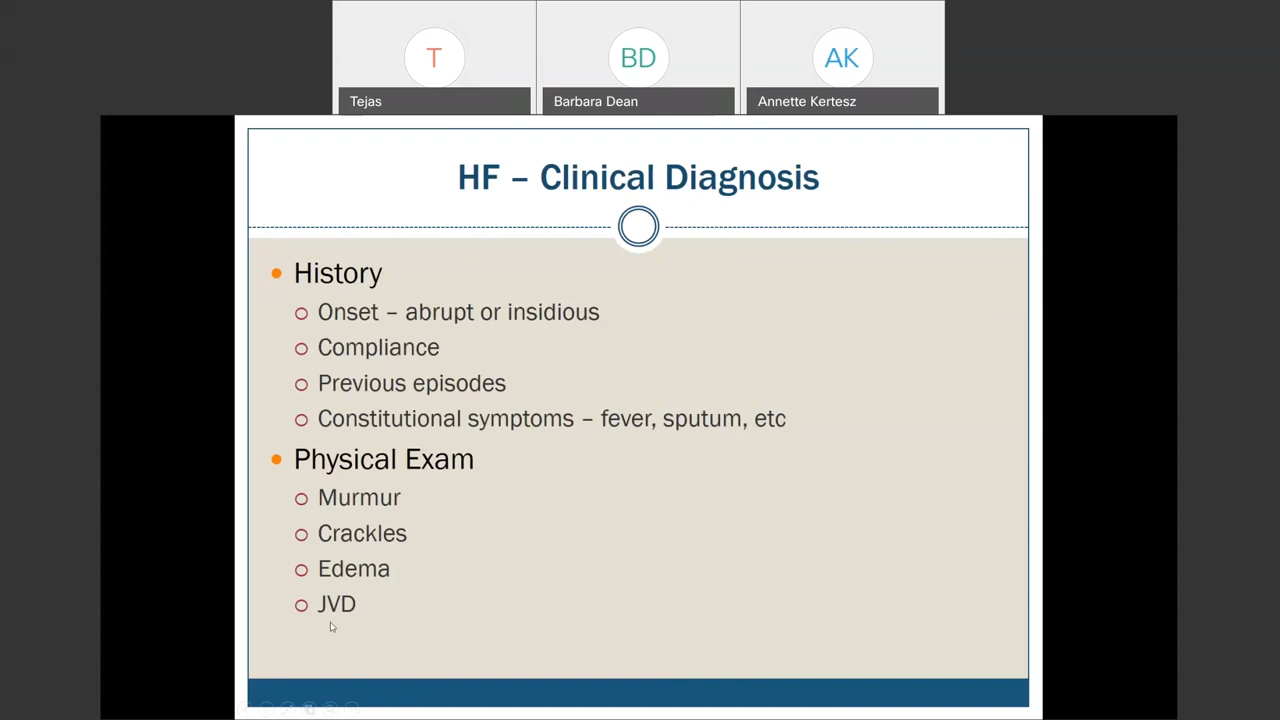 T
BD
AK
Tejas
Barbara Dean
Annette Kertesz
HF – Clinical Diagnosis
History
Onset – abrupt or insidious
Compliance
Previous episodes
Constitutional symptoms – fever, sputum, etc
Physical Exam
Murmur
Crackles
Edema
JVD